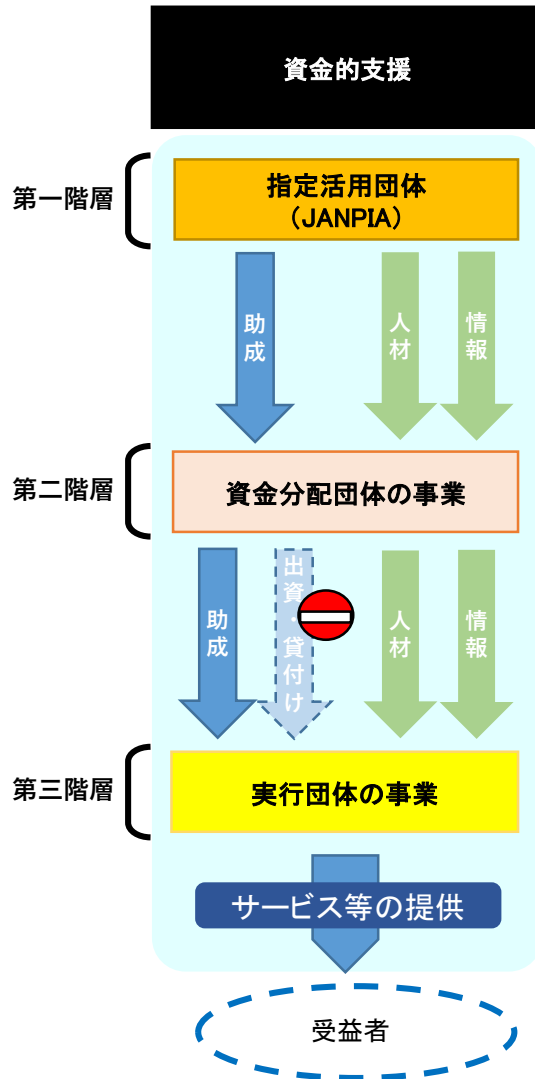 資金的支援
第一階層
指定活用団体
（JANPIA）
助成
人材
情報
第二階層
資金分配団体の事業
助成
出資・貸付け
人材
情報
第三階層
実行団体の事業
サービス等の提供
受益者